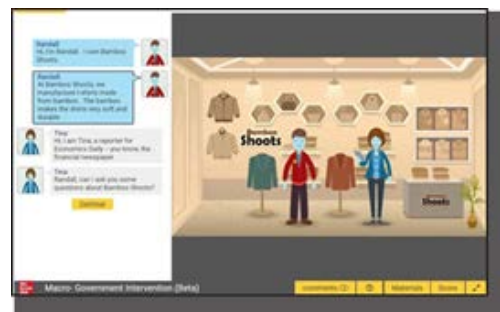 Randall
Hi, I'm Randall. I own Bamboo
Shoots.
Randall
At Bamboo Shoots, we
manufacture t-shirts made
from bamboo. The bamboo
makes the shirts very soft and
durable.
Tina
Hi, I am Tina, a reporter for
Economics Daily - you know, the
financial newspaper
Tina
Randall, can I ask you some
questions about Bamboo Shoots?
Continue
Bamboo
Shoots
Shoots
Macro- Government Intervention (Beta)
comments
Materials
Score